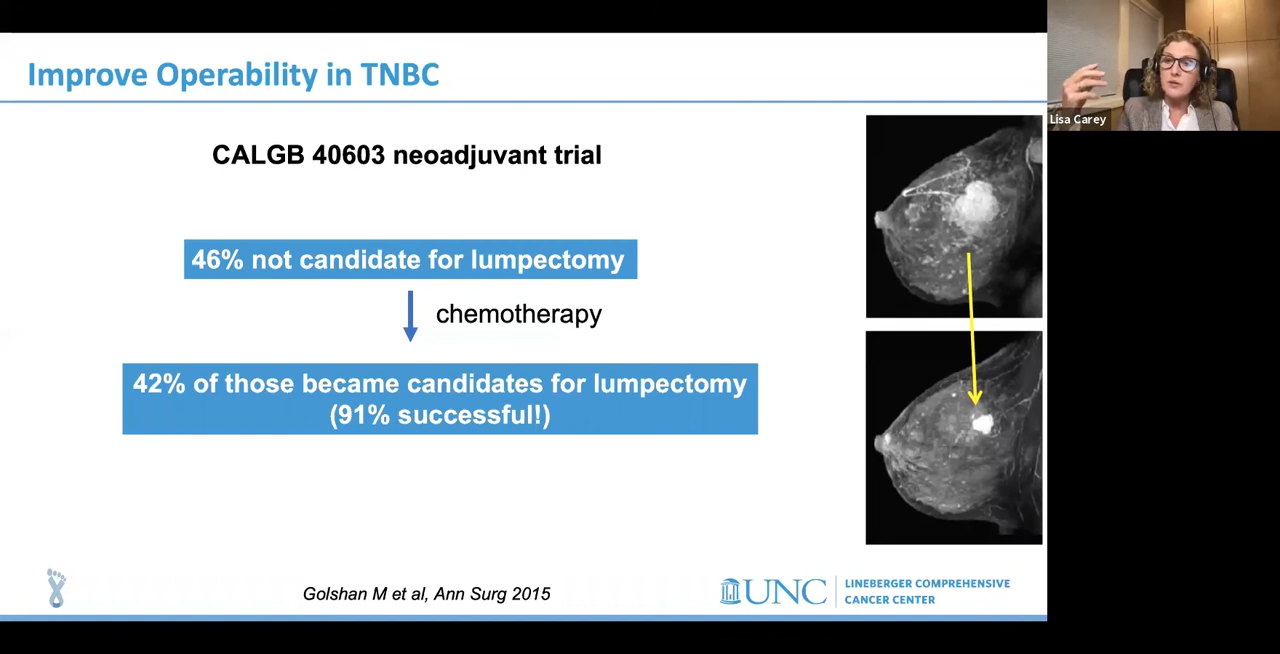 Improve Operability in TNBC
Lisa Carey
CALGB 40603 neoadjuvant trial
46% not candidate for lumpectomy
chemotherapy
42% of those became candidates for lumpectomy
(91% successful!)
Golshan M et al, Ann Surg 2015
UNC
LINEBERGER COMPREHENSIVE
CANCER CENTER